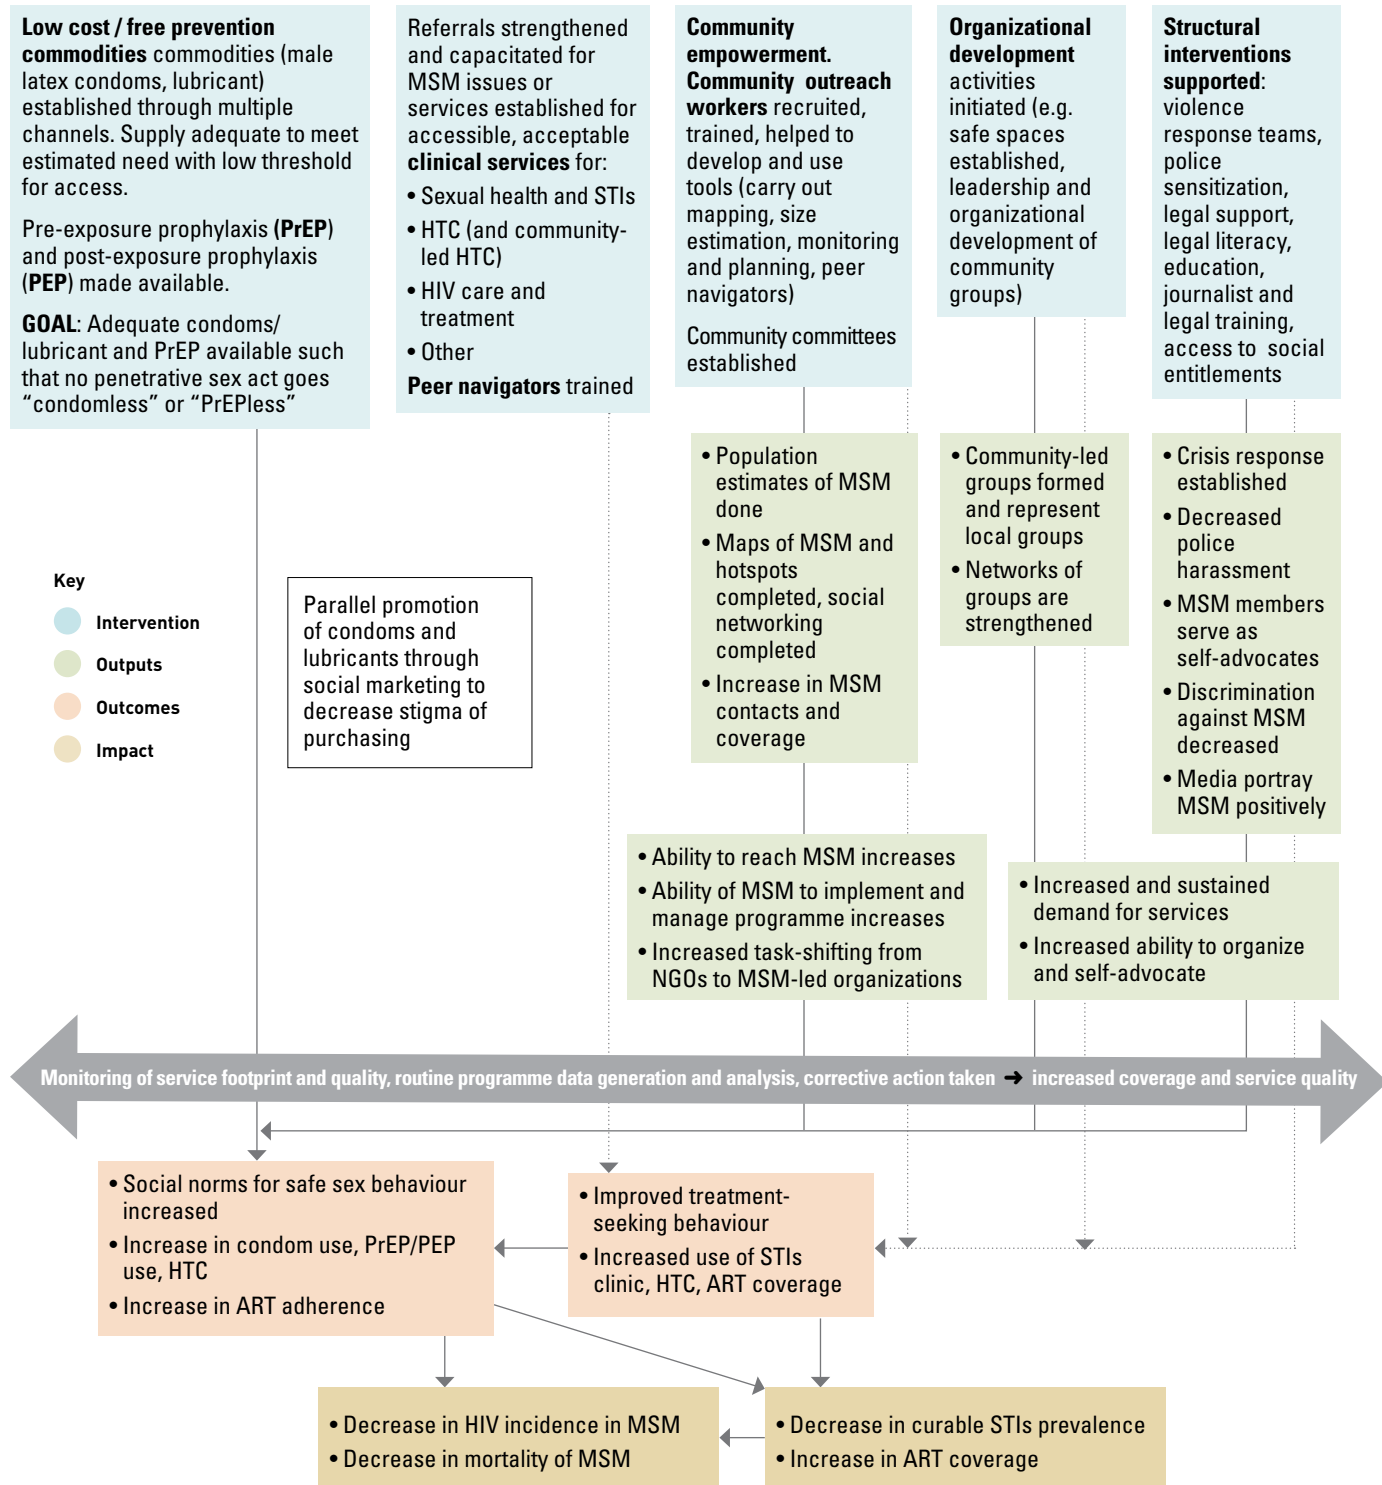 Low cost / free prevention
commodities commodities (male
latex condoms, lubricant)
established through multiple
channels. Supply adequate to meet
estimated need with low threshold
for access.
Pre-exposure prophylaxis (PrEP)
and post-exposure prophylaxis
(PEP) made available.
GOAL: Adequate condoms/
lubricant and PrEP available such
that no penetrative sex act goes
“condomless” or “PrEPless”
Referrals strengthened
and capacitated for
MSM issues or
services established for
accessible, acceptable
clinical services for:
• Sexual health and STIs
• HTC (and community-
led HTC)
• HIV care and
treatment
• Other
Peer navigators trained
Community
empowerment.
Community outreach
workers recruited,
trained, helped to
develop and use
tools (carry out
mapping, size
estimation, monitoring
and planning, peer
navigators)
Community committees
established
Organizational
development
activities
initiated (e.g.
safe spaces
established,
leadership and
organizational
development of
community
groups)
Structural
interventions
supported:
violence
response teams,
police
sensitization,
legal support,
legal literacy,
education,
journalist and
legal training,
access to social
entitlements
Key
Intervention
Outputs
Outcomes
Impact
Parallel promotion
of condoms and
lubricants through
social marketing to
decrease stigma of
purchasing
• Population
estimates of MSM
done
• Maps of MSM and
hotspots
completed, social
networking
completed
• Increase in MSM
contacts and
coverage
• Community-led
groups formed
and represent
local groups
• Networks of
groups are
strengthened
• Crisis response
established
• Decreased
police
harassment
• MSM members
serve as
self-advocates
• Discrimination
against MSM
decreased
• Media portray
MSM positively
• Ability to reach MSM increases
• Ability of MSM to implement and
manage programme increases
• Increased task-shifting from
NGOs to MSM-led organizations
• Increased and sustained
demand for services
• Increased ability to organize
and self-advocate
Monitoring of service footprint and quality, routine programme data generation and analysis, corrective action taken ➔ increased coverage and service quality
• Social norms for safe sex behaviour
increased
• Increase in condom use, PrEP/PEP
use, HTC
• Increase in ART adherence
• Improved treatment-
seeking behaviour
• Increased use of STIs
clinic, HTC, ART coverage
• Decrease in HIV incidence in MSM
• Decrease in mortality of MSM
• Decrease in curable STIs prevalence
• Increase in ART coverage